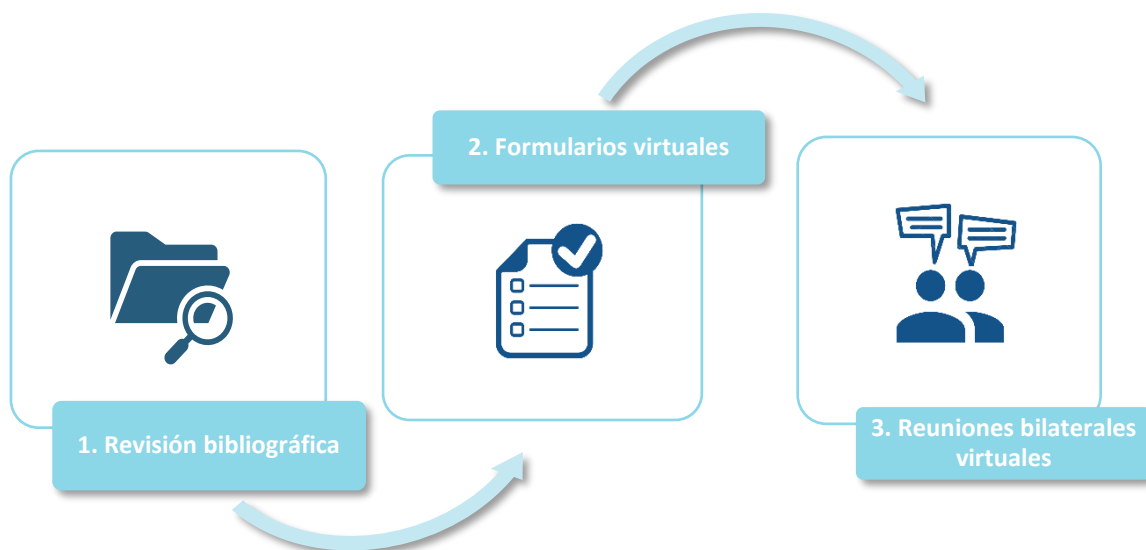 2. Formularios virtuales
1. Revisión bibliográfica
3. Reuniones bilaterales
virtuales